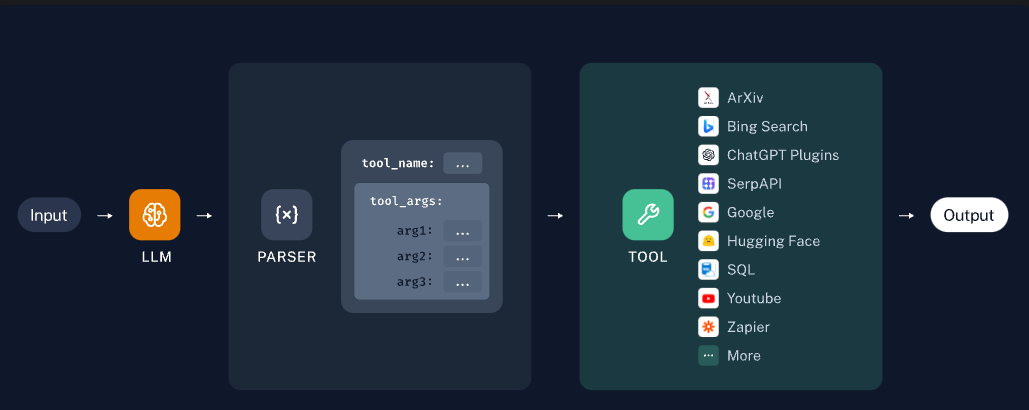 Input
LLM
{×}
PARSER
tool_name: ...
tool_args:
arg1: ...
arg2: ...
arg3: ...
TOOL
ArXiv
Bing Search
ChatGPT Plugins
SerpAPI
Google
Hugging Face
SQL
Youtube
Zapier
... More
Output